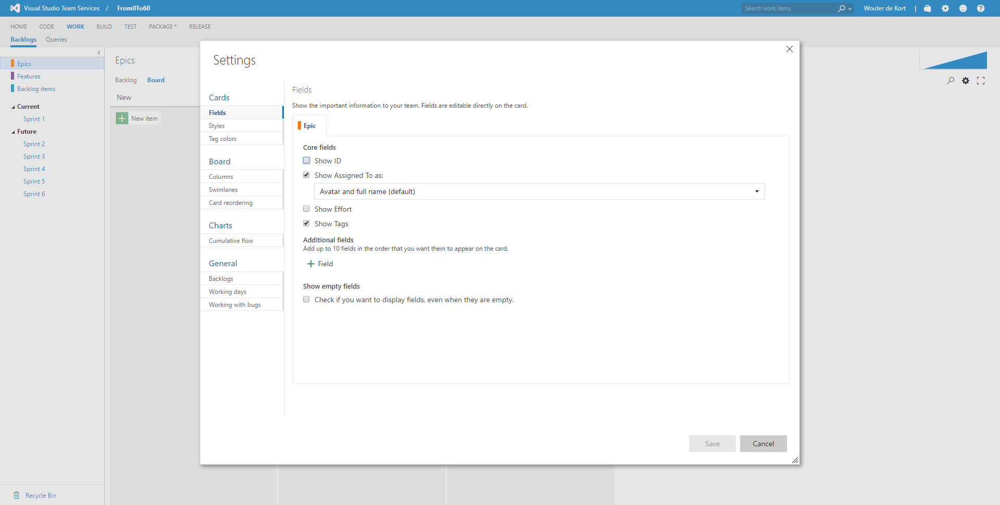 Visual Studio Team Services / From0To60
Search work items
Wouter de Kort |
HOME CODE WORK BUILD TEST PACKAGE * RELEASE
Backlogs Queries
Epics
Features
Backlog items
Current
Sprint 1
Future
Sprint 2
Sprint 3
Sprint 4
Sprint 5
Sprint 6
Recycle Bin
Epics
Backlog Board
New
New item
Settings
Cards
Fields
Styles
Tag colors
Board
Columns
Swimlanes
Card reordering
Charts
Cumulative flow
General
Backlogs
Working days
Working with bugs
Fields
Show the important information to your team. Fields are editable directly on the card.
Epic
Core fields
Show ID
Show Assigned To as:
Avatar and full name (default)
Show Effort
Show Tags
Additional fields
Add up to 10 fields in the order that you want them to appear on the card.
Field
Show empty fields
Check if you want to display fields, even when they are empty.
Save Cancel